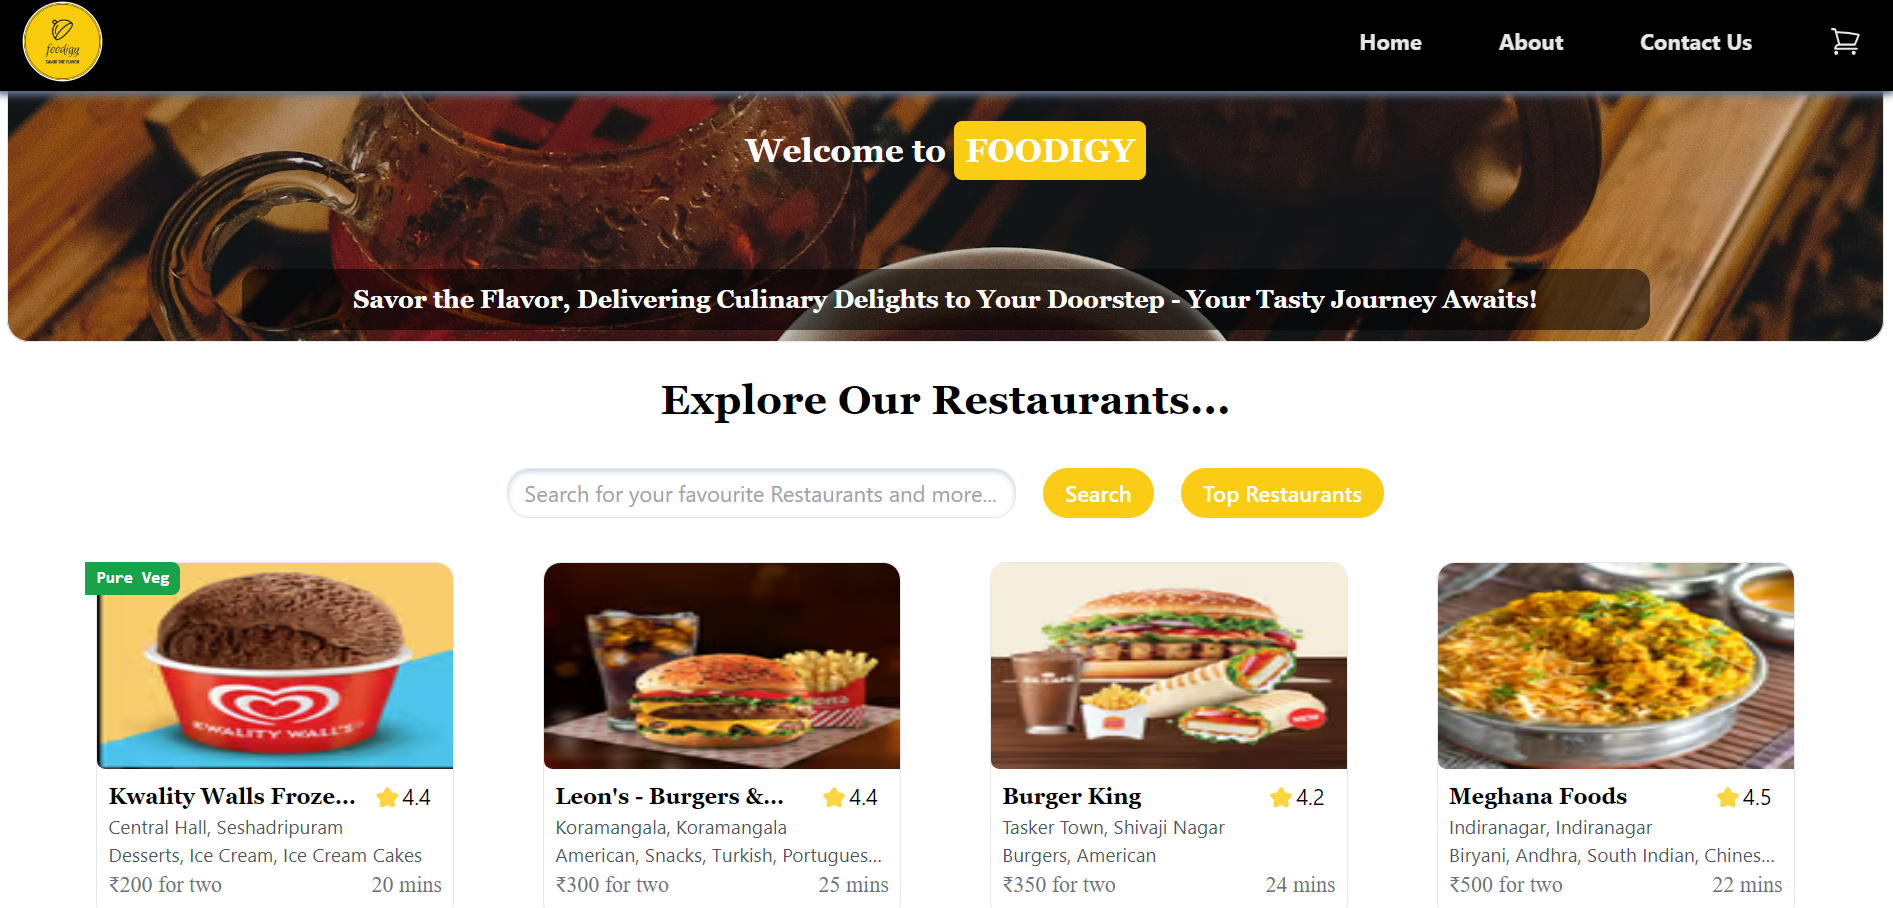 foodigy
SAVOR THE FLAVOR
Home
About
Contact Us
Welcome to FOODIGY
Savor the Flavor, Delivering Culinary Delights to Your Doorstep - Your Tasty Journey Awaits!
Explore Our Restaurants...
Search for your favourite Restaurants and more...
Search
Top Restaurants
Pure Veg
KWALITY WALL'S
Kwality Walls Froze...
4.4
Central Hall, Seshadripuram
Desserts, Ice Cream, Ice Cream Cakes
₹200 for two
20 mins
Leon's - Burgers &...
4.4
Koramangala, Koramangala
American, Snacks, Turkish, Portugues...
₹300 for two
25 mins
NEW
Burger King
4.2
Tasker Town, Shivaji Nagar
Burgers, American
₹350 for two
24 mins
Meghana Foods
4.5
Indiranagar, Indiranagar
Biryani, Andhra, South Indian, Chines...
₹500 for two
22 mins